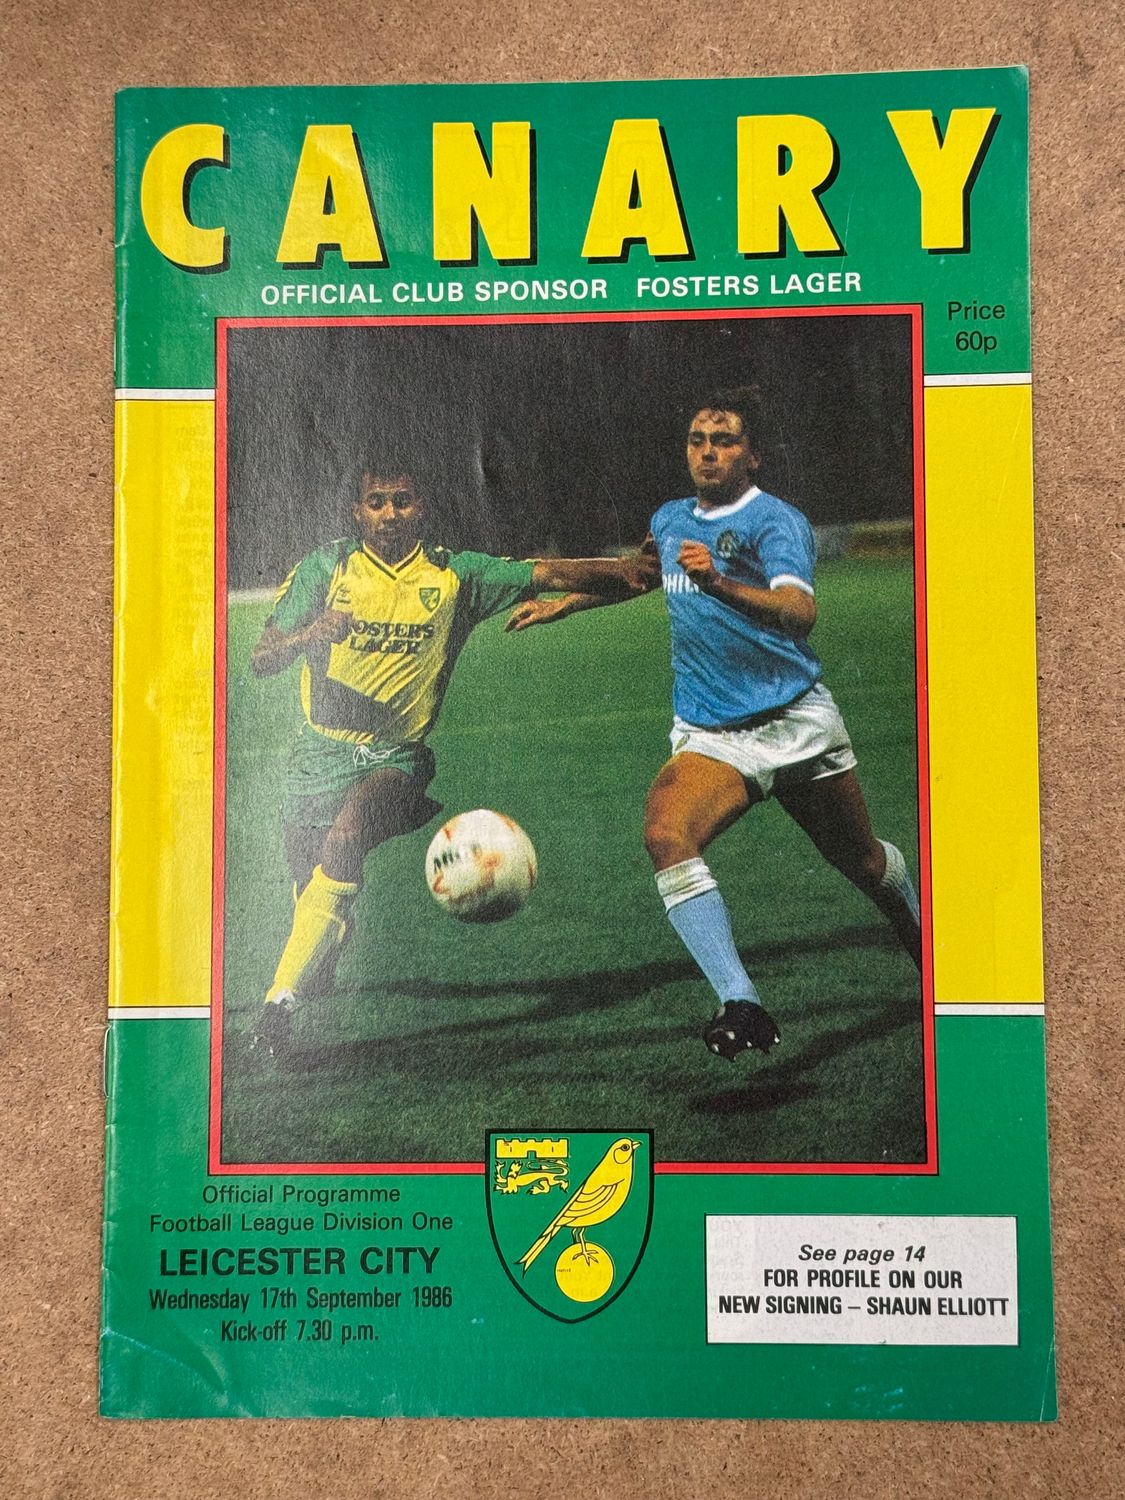 CANARY
OFFICIAL CLUB SPONSOR FOSTERS LAGER
Price
60p
FOSTERS
LAGER
PHIL
Official Programme
Football League Division One
LEICESTER CITY
Wednesday 17th September 1986
Kick-off 7.30 p.m.
See page 14
FOR PROFILE ON OUR
NEW SIGNING – SHAUN ELLIOTT